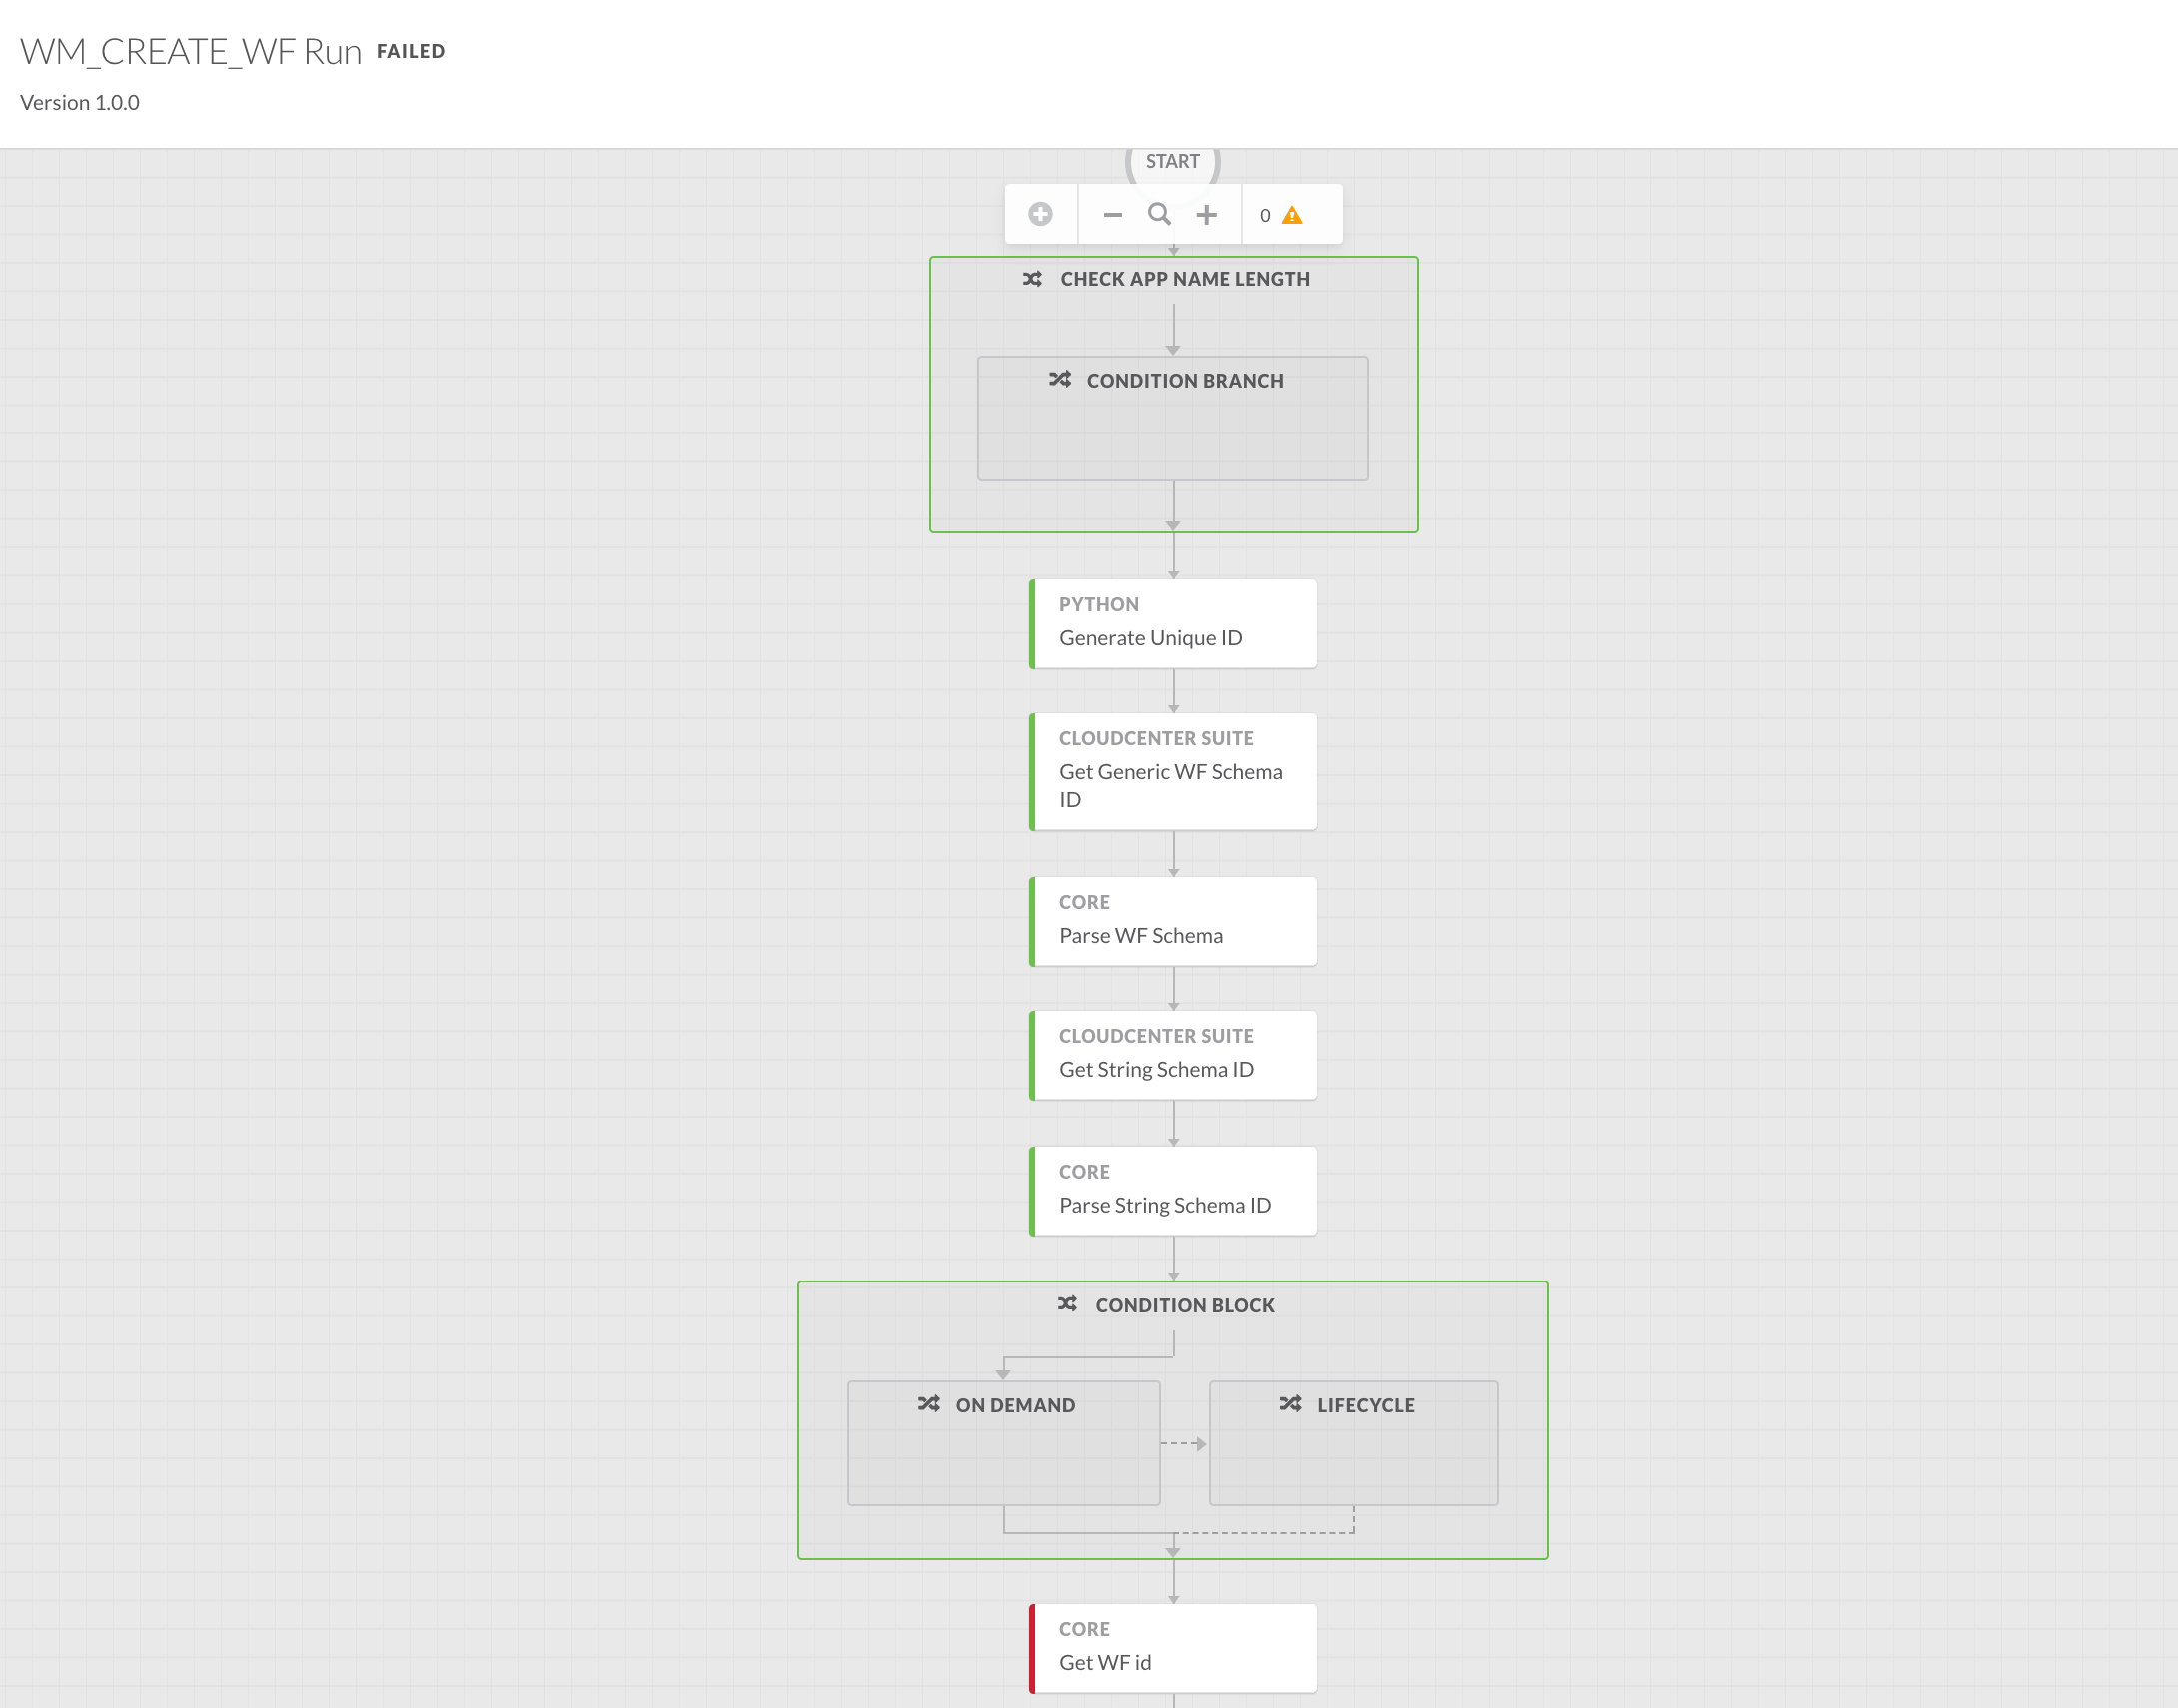 WM_CREATE_WF Run FAILED
Version 1.0.0
START
0
CHECK APP NAME LENGTH
CONDITION BRANCH
PYTHON
Generate Unique ID
CLOUDCENTER SUITE
Get Generic WF Schema
ID
CORE
Parse WF Schema
CLOUDCENTER SUITE
Get String Schema ID
CORE
Parse String Schema ID
CONDITION BLOCK
ON DEMAND
LIFECYCLE
CORE
Get WF id